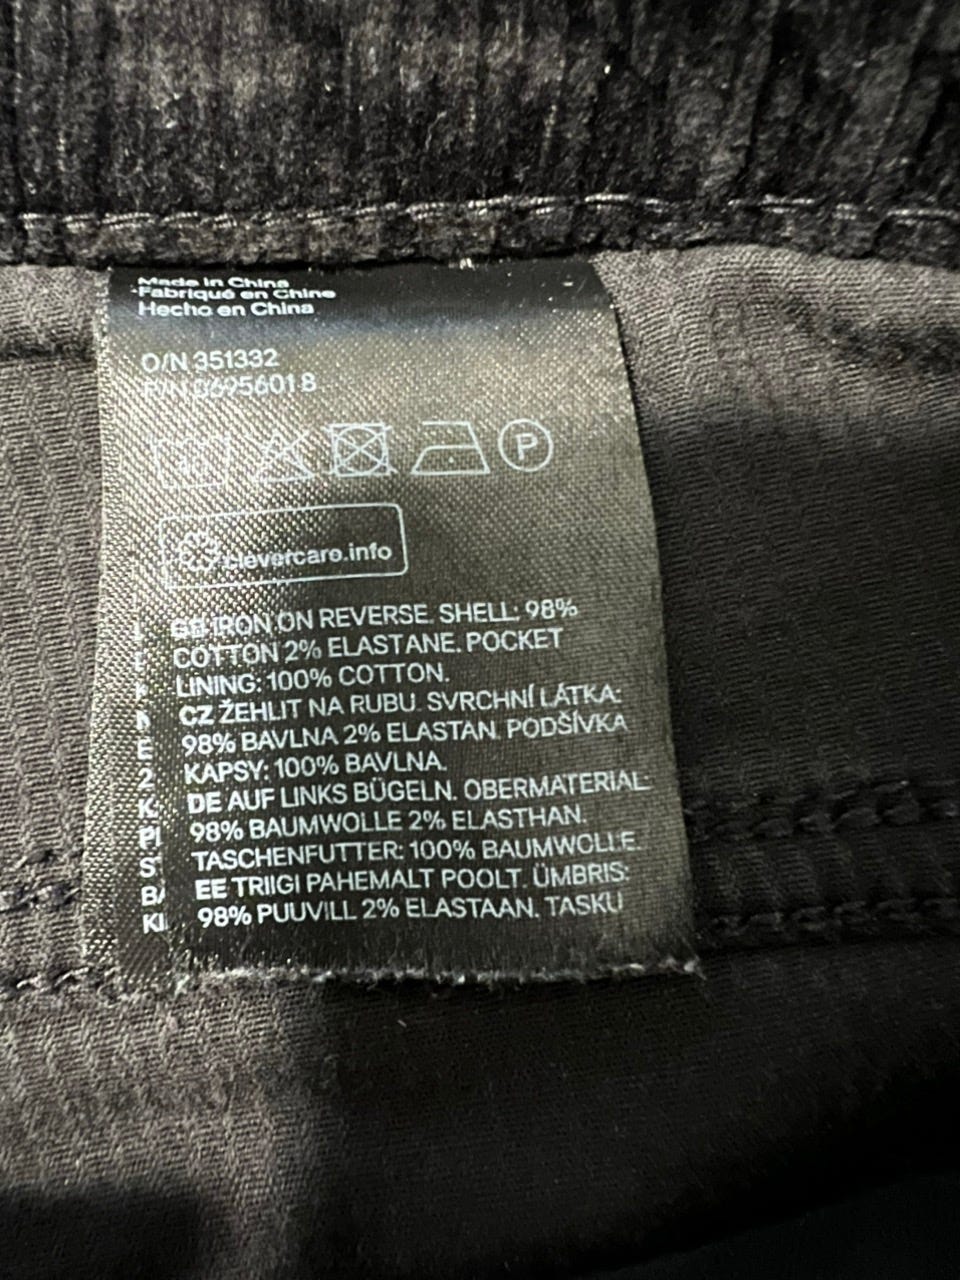 Made in China
Fabriqué en Chine
Hecho en China
O/N 351332
P/N 0695601 8
40
P
clevercare.info
GB IRON ON REVERSE. SHELL: 98%
COTTON 2% ELASTANE. POCKET
LINING: 100% COTTON.
CZ ŽEHLIT NA RUBU. SVRCHNÍ LÁTKA:
98% BAVLNA 2% ELASTAN. PODŠÍVKA
KAPSY: 100% BAVLNA.
DE AUF LINKS BÜGELN. OBERMATERIAL:
98% BAUMWOLLE 2% ELASTHAN.
TASCHENFUTTER: 100% BAUMWOLLE.
EE TRIIGI PAHEMALT POOLT. ÜMBRIS:
98% PUUVILL 2% ELASTAAN. TASKU